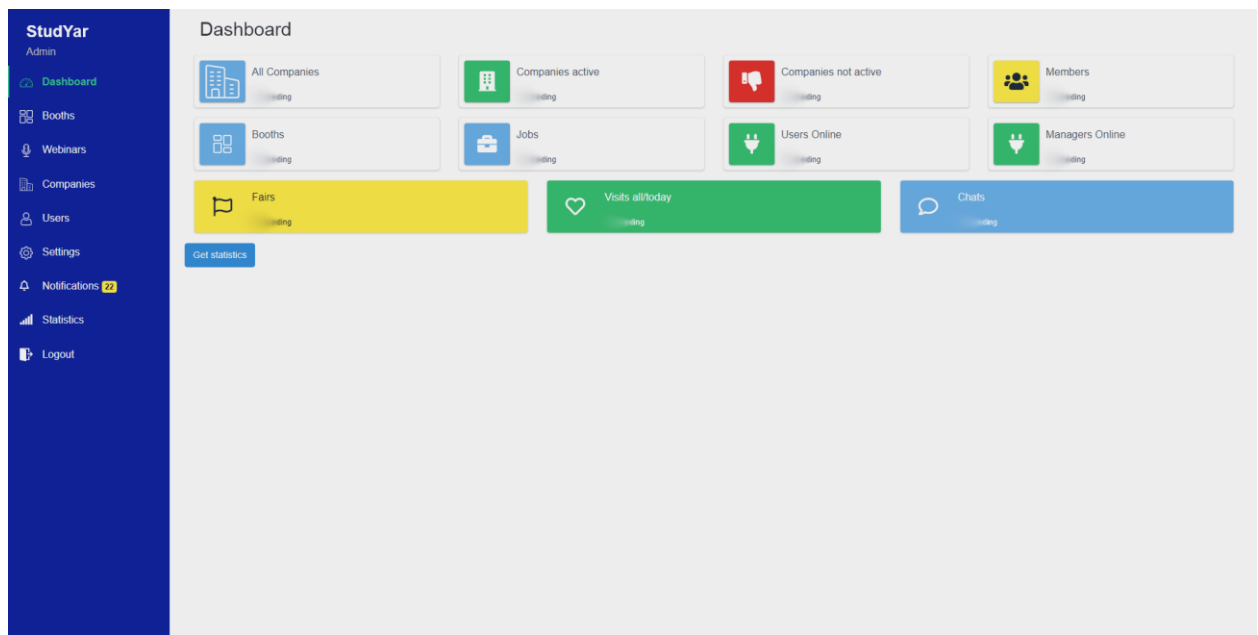 StudYar
Admin
Dashboard
Booths
Webinars
Companies
Users
Settings
Notifications 22
Statistics
Logout
Dashboard
All Companies
Companies active
Companies not active
Members
Booths
Jobs
Users Online
Managers Online
Fairs
Visits all/today
Chats
Get statistics